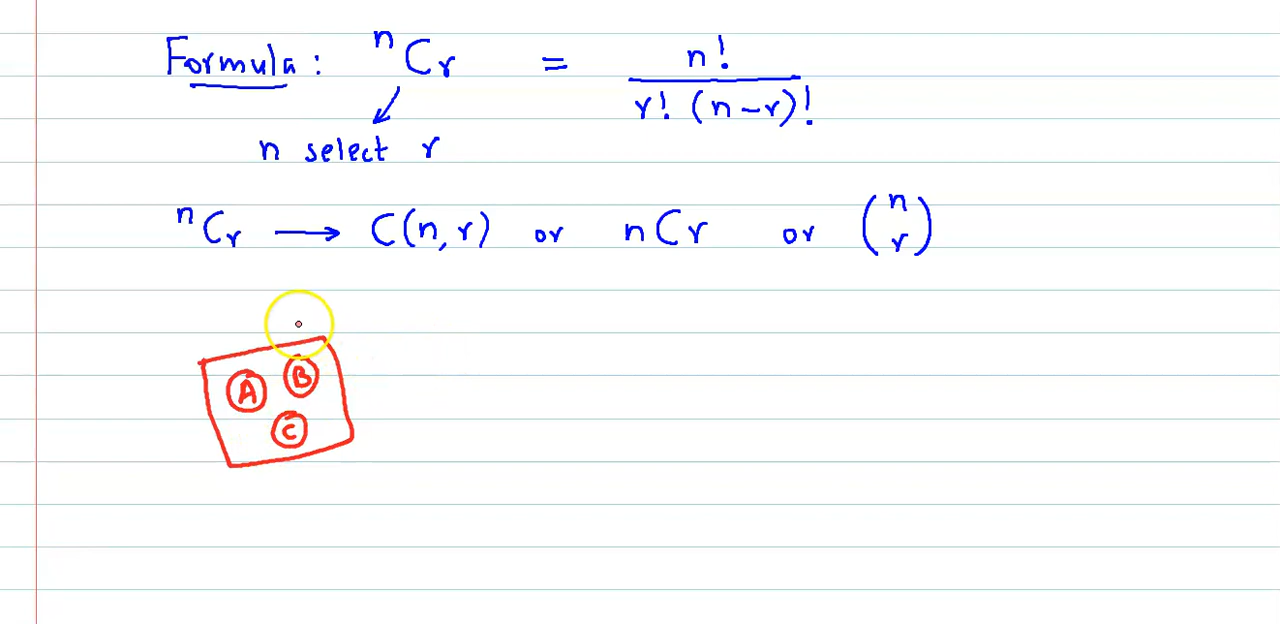 Formula : ⁿCᵣ = n! / r! (n-r)!
n select r
ⁿCᵣ → C(n, r) or nCr or (n r)
A B
C